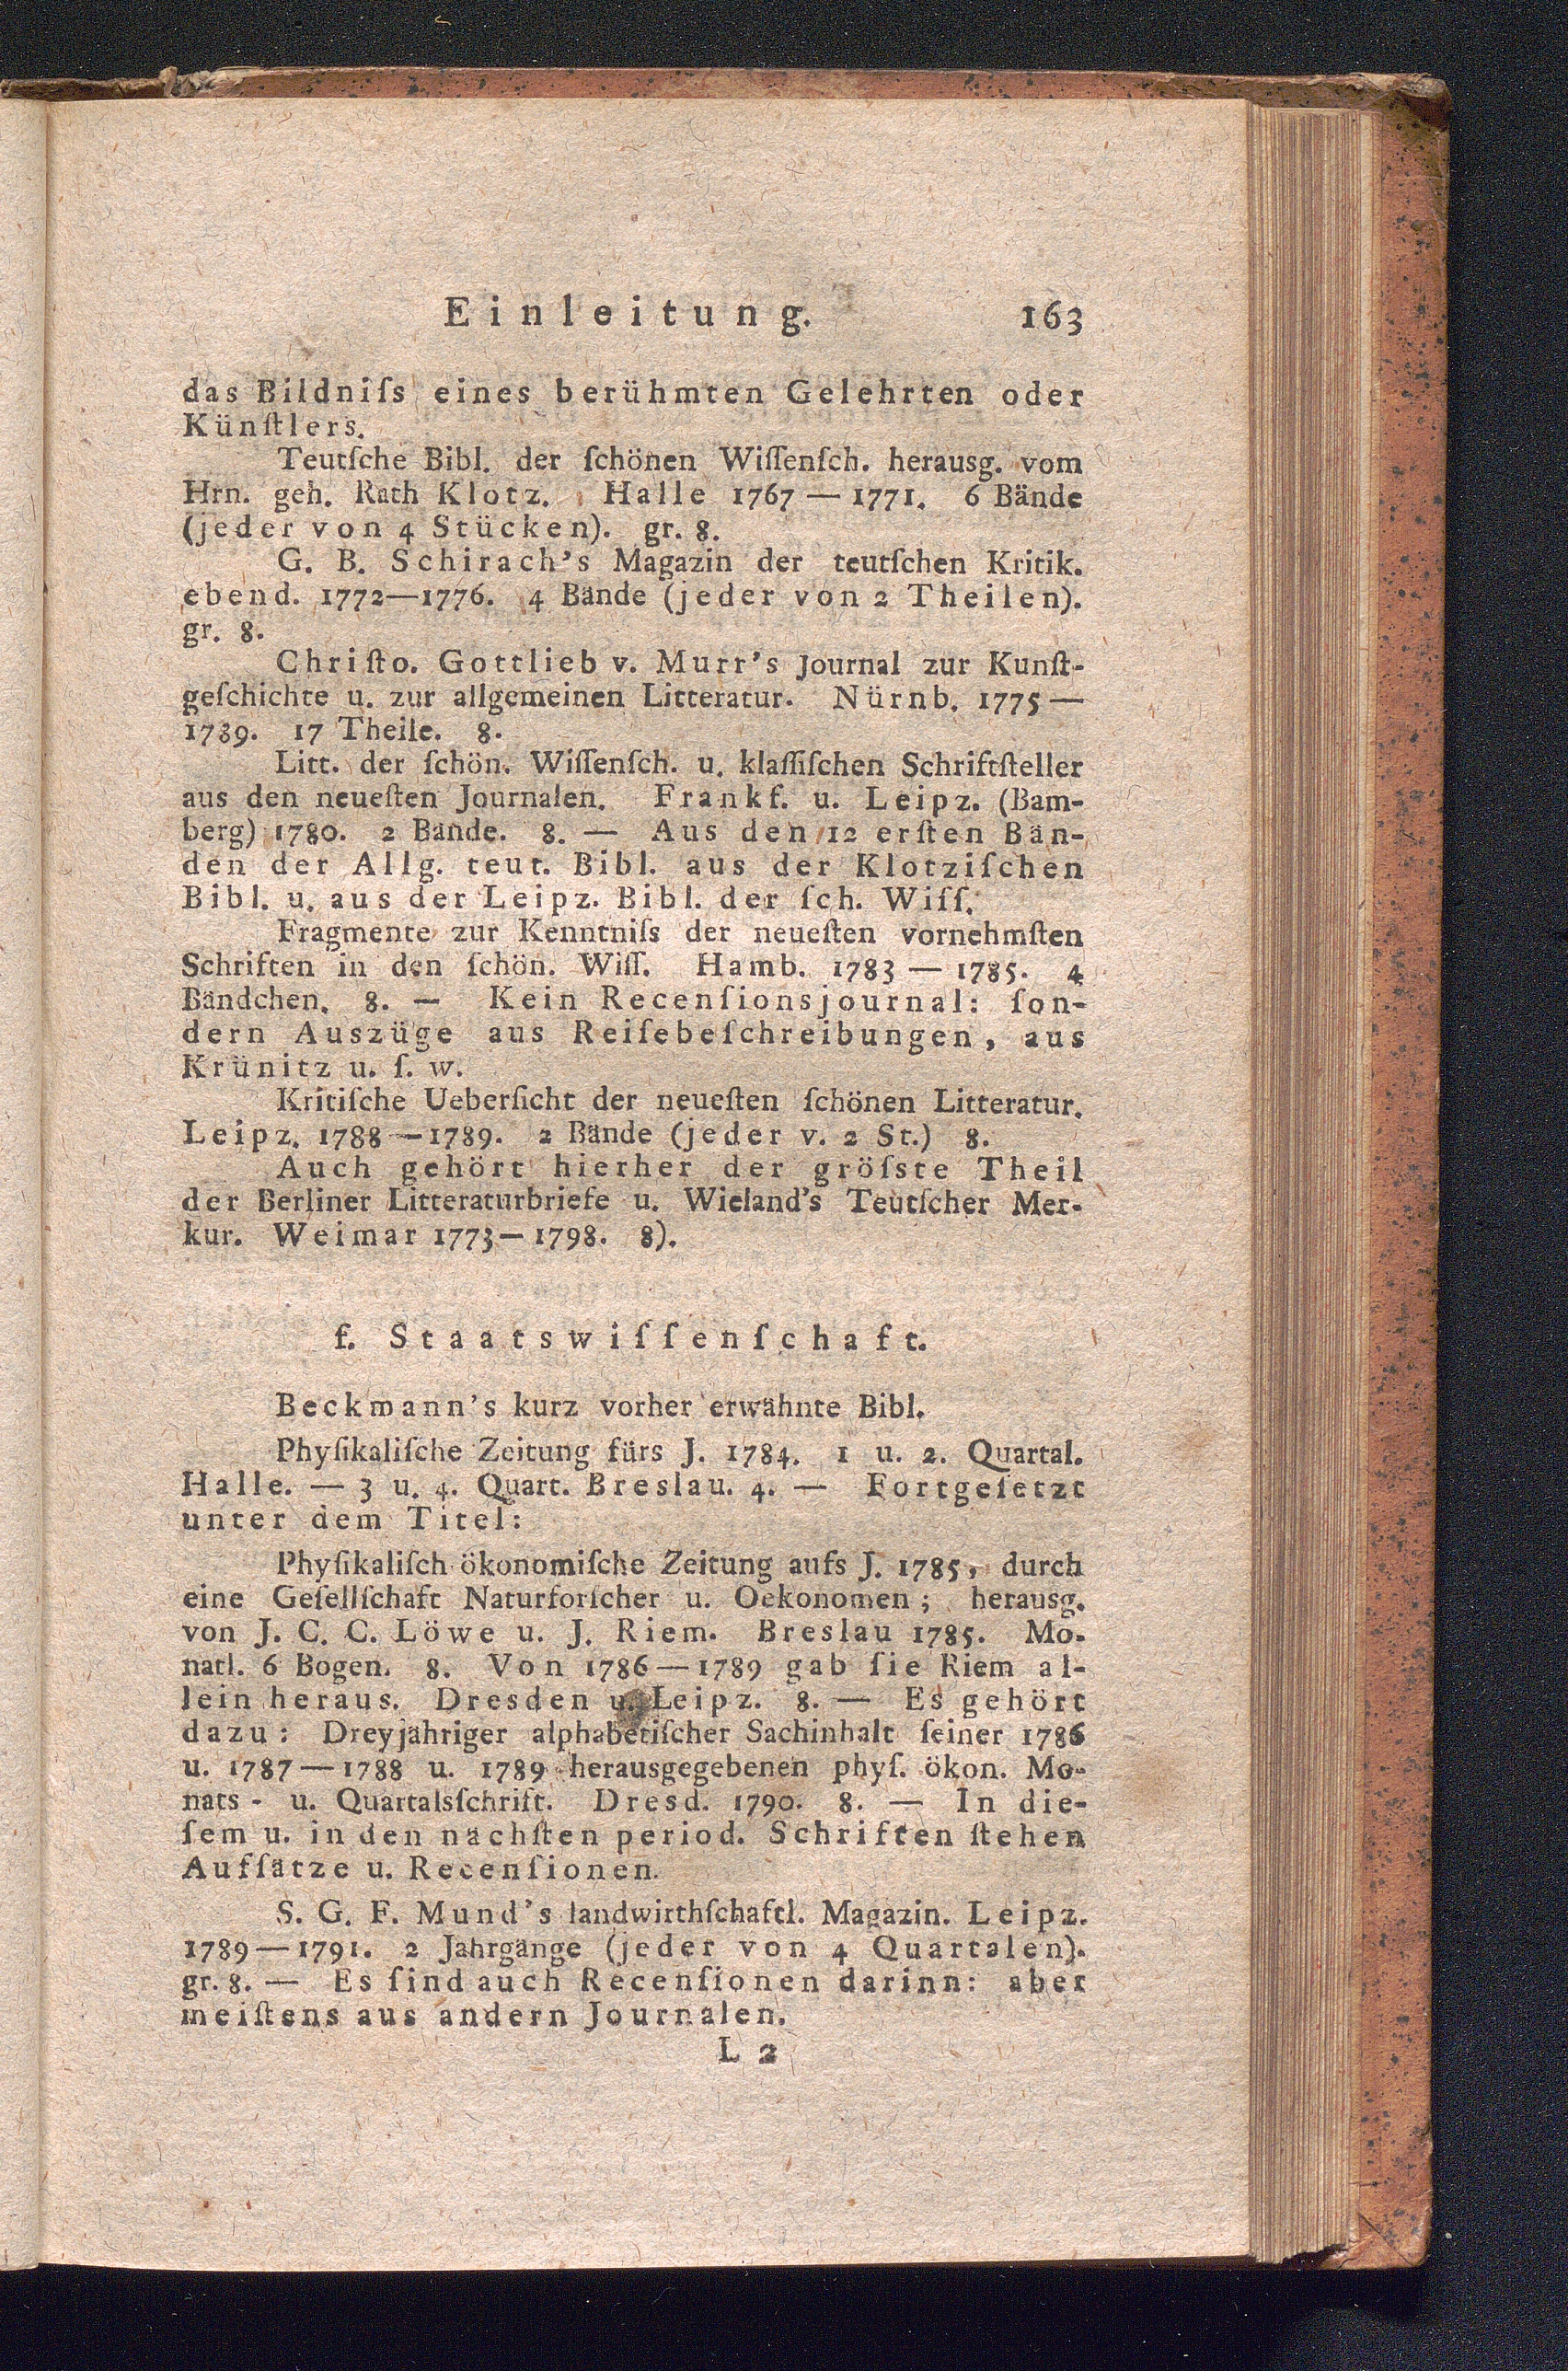 Einleitung. 163
das Bildniſs eines berühmten Gelehrten oder
Künſtlers.
Teutſche Bibl. der ſchönen Wiſſenſch. herausg. vom
Hrn. geh. Rath Klotz. Halle 1767 — 1771. 6 Bände
(jeder von 4 Stücken). gr. 8.
G. B. Schirach's Magazin der teutſchen Kritik.
ebend. 1772—1776. 4 Bände (jeder von 2 Theilen).
gr. 8.
Chriſto. Gottlieb v. Murr's Journal zur Kunſt-
geſchichte u. zur allgemeinen Litteratur. Nürnb. 1775 —
1789. 17 Theile. 8.
Litt. der ſchön. Wiſſenſch. u. klaſſiſchen Schriftſteller
aus den neueſten Journalen. Frankf. u. Leipz. (Bam-
berg) 1780. 2 Bände. 8. — Aus den 12 erſten Bän-
den der Allg. teut. Bibl. aus der Klotziſchen
Bibl. u. aus der Leipz. Bibl. der ſch. Wiſſ.
Fragmente zur Kenntniſs der neueſten vornehmſten
Schriften in den ſchön. Wiſſ. Hamb. 1783 — 1785. 4
Bändchen. 8. — Kein Recenſionsjournal: ſon-
dern Auszüge aus Reiſebeſchreibungen, aus
Krünitz u. ſ. w.
Kritiſche Ueberſicht der neueſten ſchönen Litteratur.
Leipz. 1788 — 1789. 2 Bände (jeder v. 2 St.) 8.
Auch gehört hierher der gröſste Theil
der Berliner Litteraturbriefe u. Wieland's Teutſcher Mer-
kur. Weimar 1773 — 1798. 8).
f. Staatswiſſenſchaft.
Beckmann's kurz vorher erwähnte Bibl.
Phyſikaliſche Zeitung fürs J. 1784. 1 u. 2. Quartal.
Halle. — 3 u. 4. Quart. Breslau. 4. — Fortgeſetzt
unter dem Titel:
Phyſikaliſch-ökonomiſche Zeitung aufs J. 1785, durch
eine Geſellſchaft Naturforſcher u. Oekonomen; herausg.
von J. C. C. Löwe u. J. Riem. Breslau 1785. Mo-
natl. 6 Bogen. 8. Von 1786 — 1789 gab ſie Riem al-
lein heraus. Dresden u. Leipz. 8. — Es gehört
dazu: Dreyjähriger alphabetiſcher Sachinhalt ſeiner 1786
u. 1787 — 1788 u. 1789 herausgegebenen phyſ. ökon. Mo-
nats - u. Quartalsſchrift. Dresd. 1790. 8. — In die-
ſem u. in den nächſten period. Schriften ſtehen
Aufſätze u. Recenſionen.
S. G. F. Mund's landwirthſchaftl. Magazin. Leipz.
1789 — 1791. 2 Jahrgänge (jeder von 4 Quartalen).
gr. 8. — Es ſind auch Recenſionen darinn: aber
meiſtens aus andern Journalen.
L 2